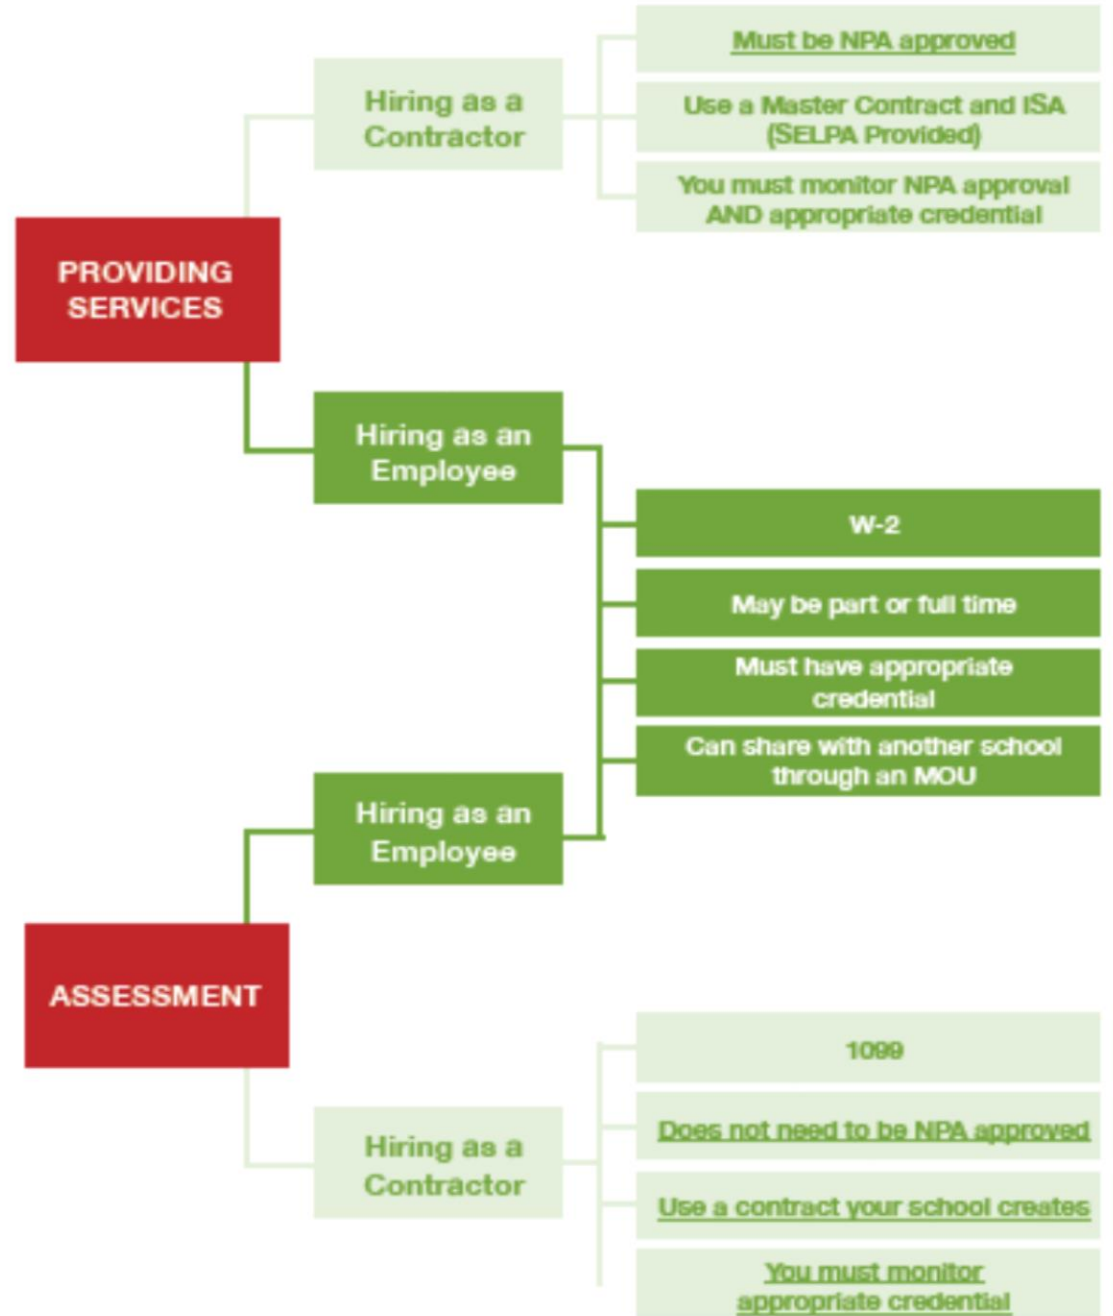 Must be NPA approved
Hiring as a
Contractor
Use a Master Contract and ISA
(SELPA Provided)
You must monitor NPA approval
AND appropriate credential
PROVIDING
SERVICES
Hiring as an
Employee
W-2
May be part or full time
Must have appropriate
credential
Can share with another school
through an MOU
Hiring as an
Employee
ASSESSMENT
1099
Does not need to be NPA approved
Hiring as a
Contractor
Use a contract your school creates
You must monitor
appropriate credential